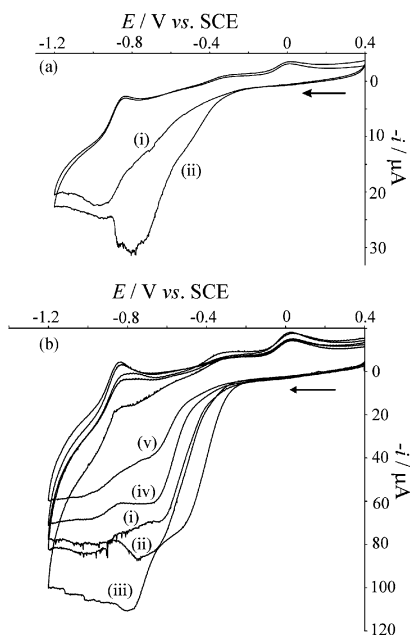 E / V vs. SCE
-1.2 -0.8 -0.4 0 0.4
(a)
0
(i)
10
-i / μA
(ii)
20
30
E / V vs. SCE
-1.2 -0.8 -0.4 0 0.4
(b)
0
20
(v)
40
-i / μA
(iv)
60
(i)
(ii)
80
(iii)
100
120